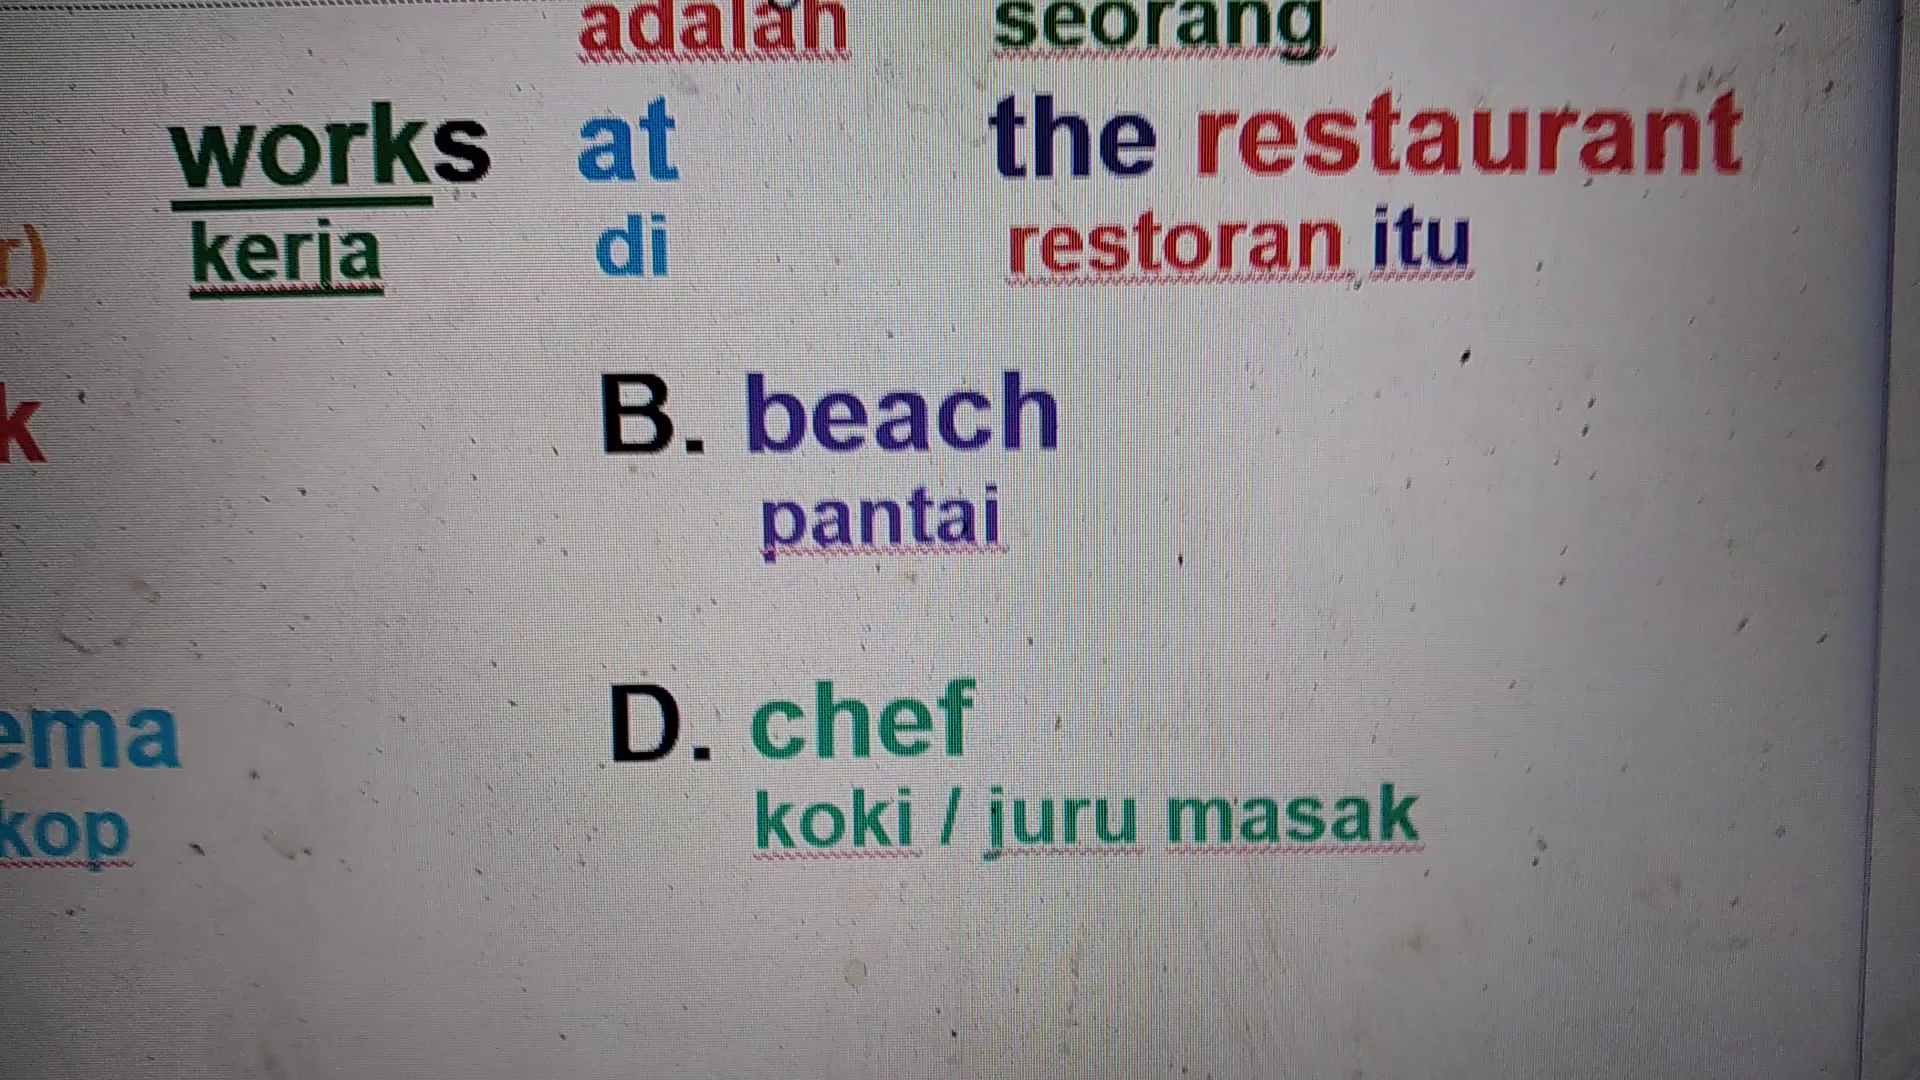 adalah seorang
works at the restaurant
r) kerja di restoran itu
k B. beach
pantai
ema D. chef
kop koki / juru masak